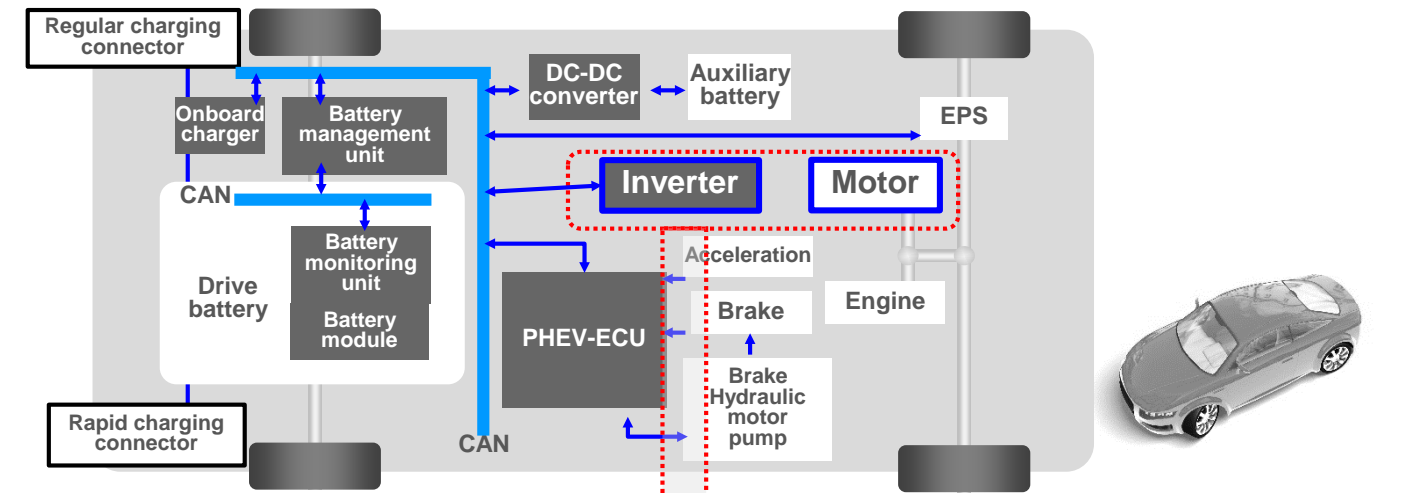 Regular charging
connector
DC-DC
converter
Auxiliary
battery
Onboard
charger
Battery
management
unit
EPS
CAN
Inverter
Motor
Battery
monitoring
unit
Acceleration
Drive
battery
Battery
module
PHEV-ECU
Brake
Engine
Brake
Hydraulic
motor
pump
Rapid charging
connector
CAN